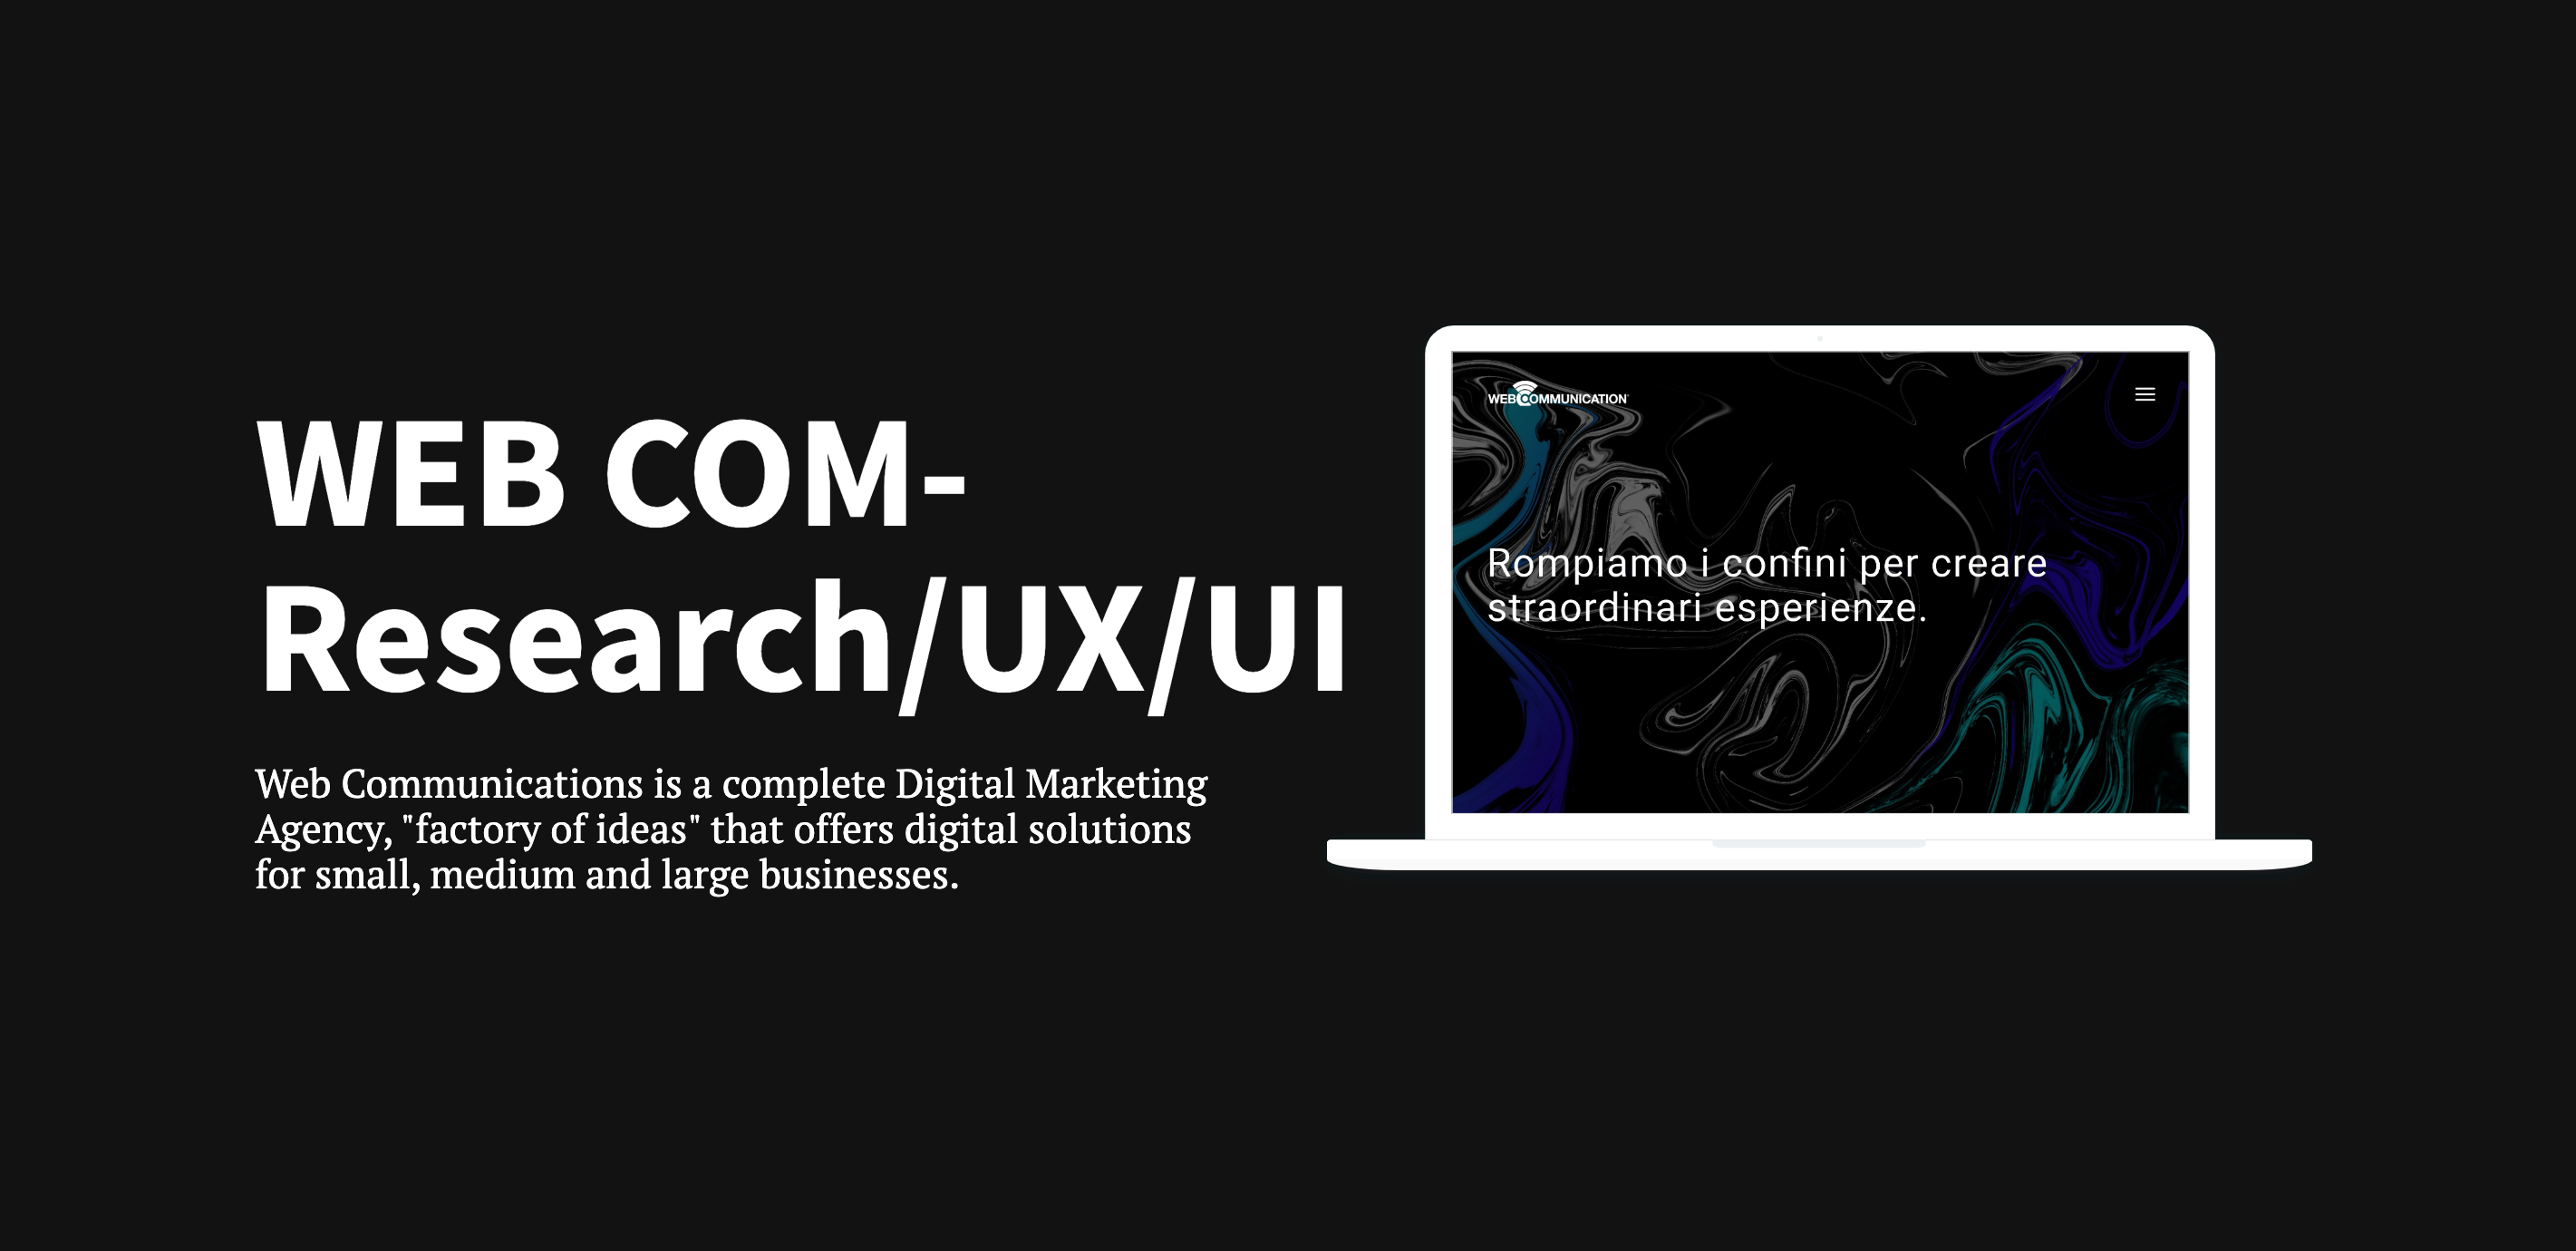 WEB COM-
Research/UX/UI
Web Communications is a complete Digital Marketing
Agency, "factory of ideas" that offers digital solutions
for small, medium and large businesses.
WEBCOMMUNICATION
Rompiamo i confini per creare
straordinari esperienze.